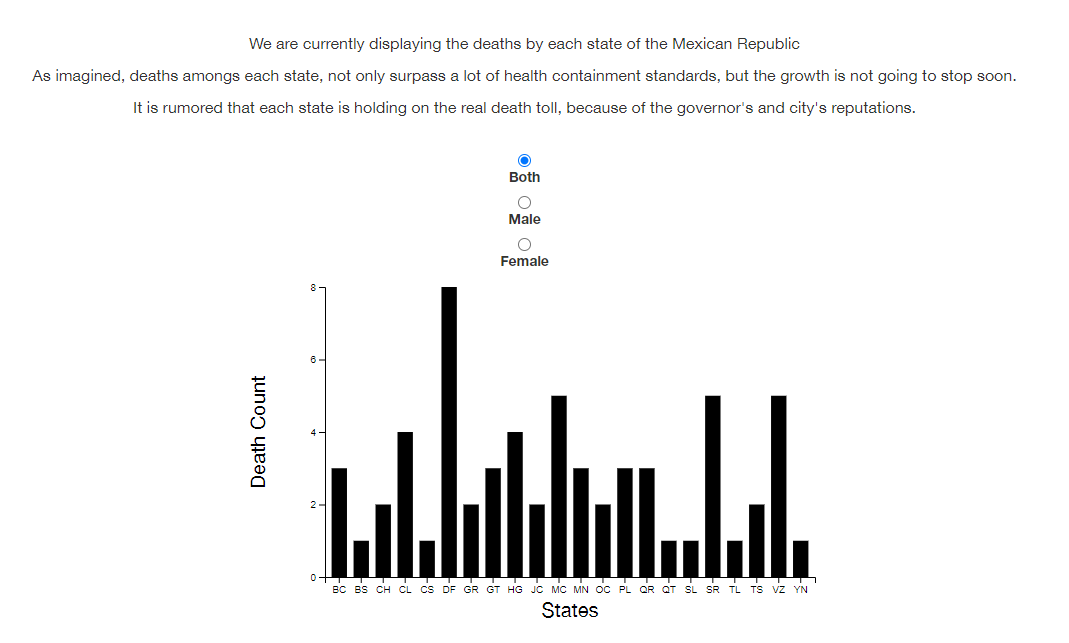 We are currently displaying the deaths by each state of the Mexican Republic
As imagined, deaths amongs each state, not only surpass a lot of health containment standards, but the growth is not going to stop soon.
It is rumored that each state is holding on the real death toll, because of the governor's and city's reputations.
Both
Male
Female
8
6
4
2
0
Death Count
BC BS CH CL CS DF GR GT HG JC MC MN OC PL QR QT SL SR TL TS VZ YN
States